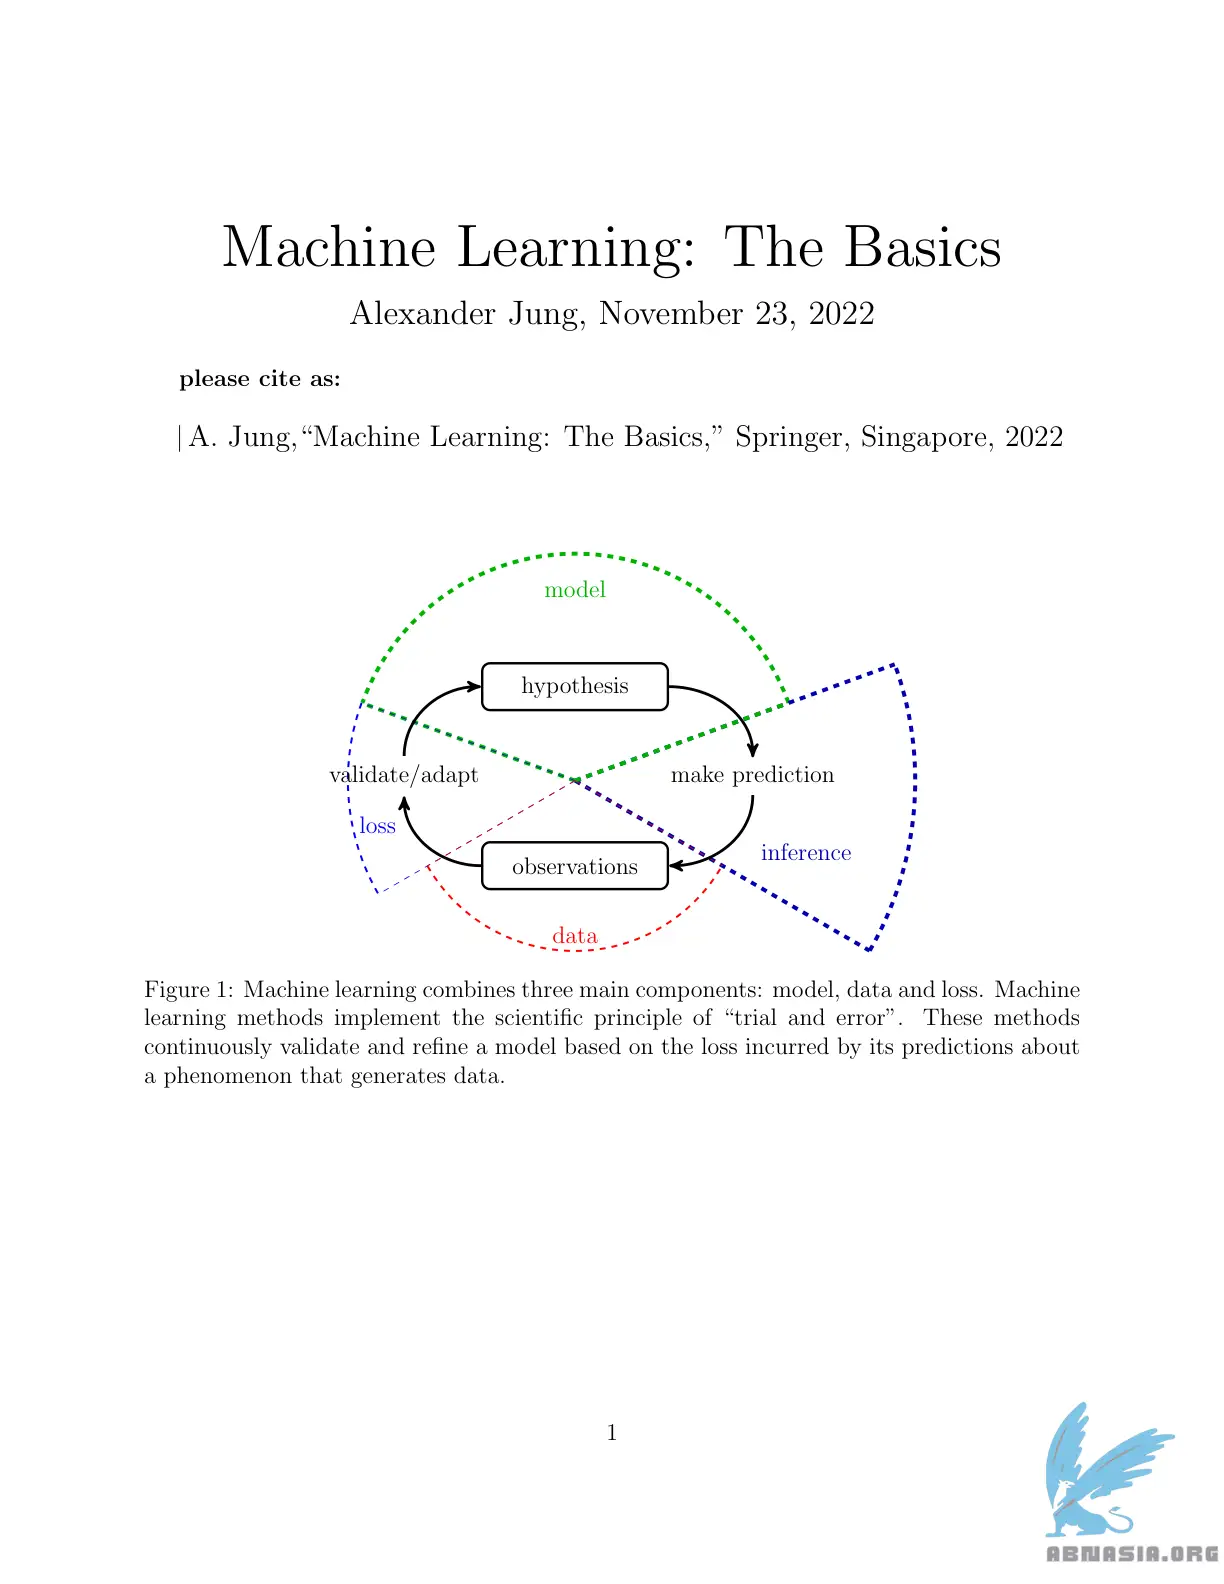 Machine Learning: The Basics
Alexander Jung, November 23, 2022
please cite as:
A. Jung,“Machine Learning: The Basics,” Springer, Singapore, 2022
model
hypothesis
validate/adapt
make prediction
loss
inference
observations
data
Figure 1: Machine learning combines three main components: model, data and loss. Machine
learning methods implement the scientific principle of “trial and error”. These methods
continuously validate and refine a model based on the loss incurred by its predictions about
a phenomenon that generates data.
1
ABNASIA.ORG